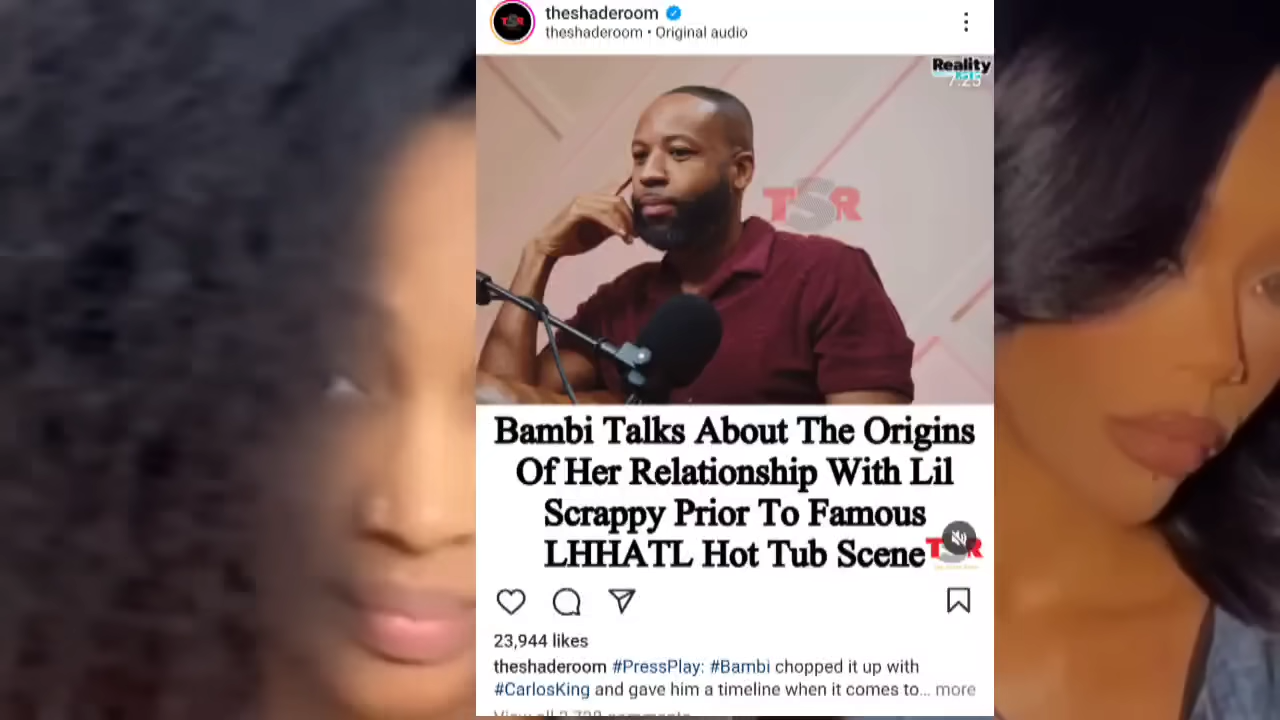 theshaderoom
theshaderoom • Original audio
Reality
7:25
TSR
Bambi Talks About The Origins
Of Her Relationship With Lil
Scrappy Prior To Famous
LHHATL Hot Tub Scene
23,944 likes
theshaderoom #PressPlay: #Bambi chopped it up with
#CarlosKing and gave him a timeline when it comes to... more